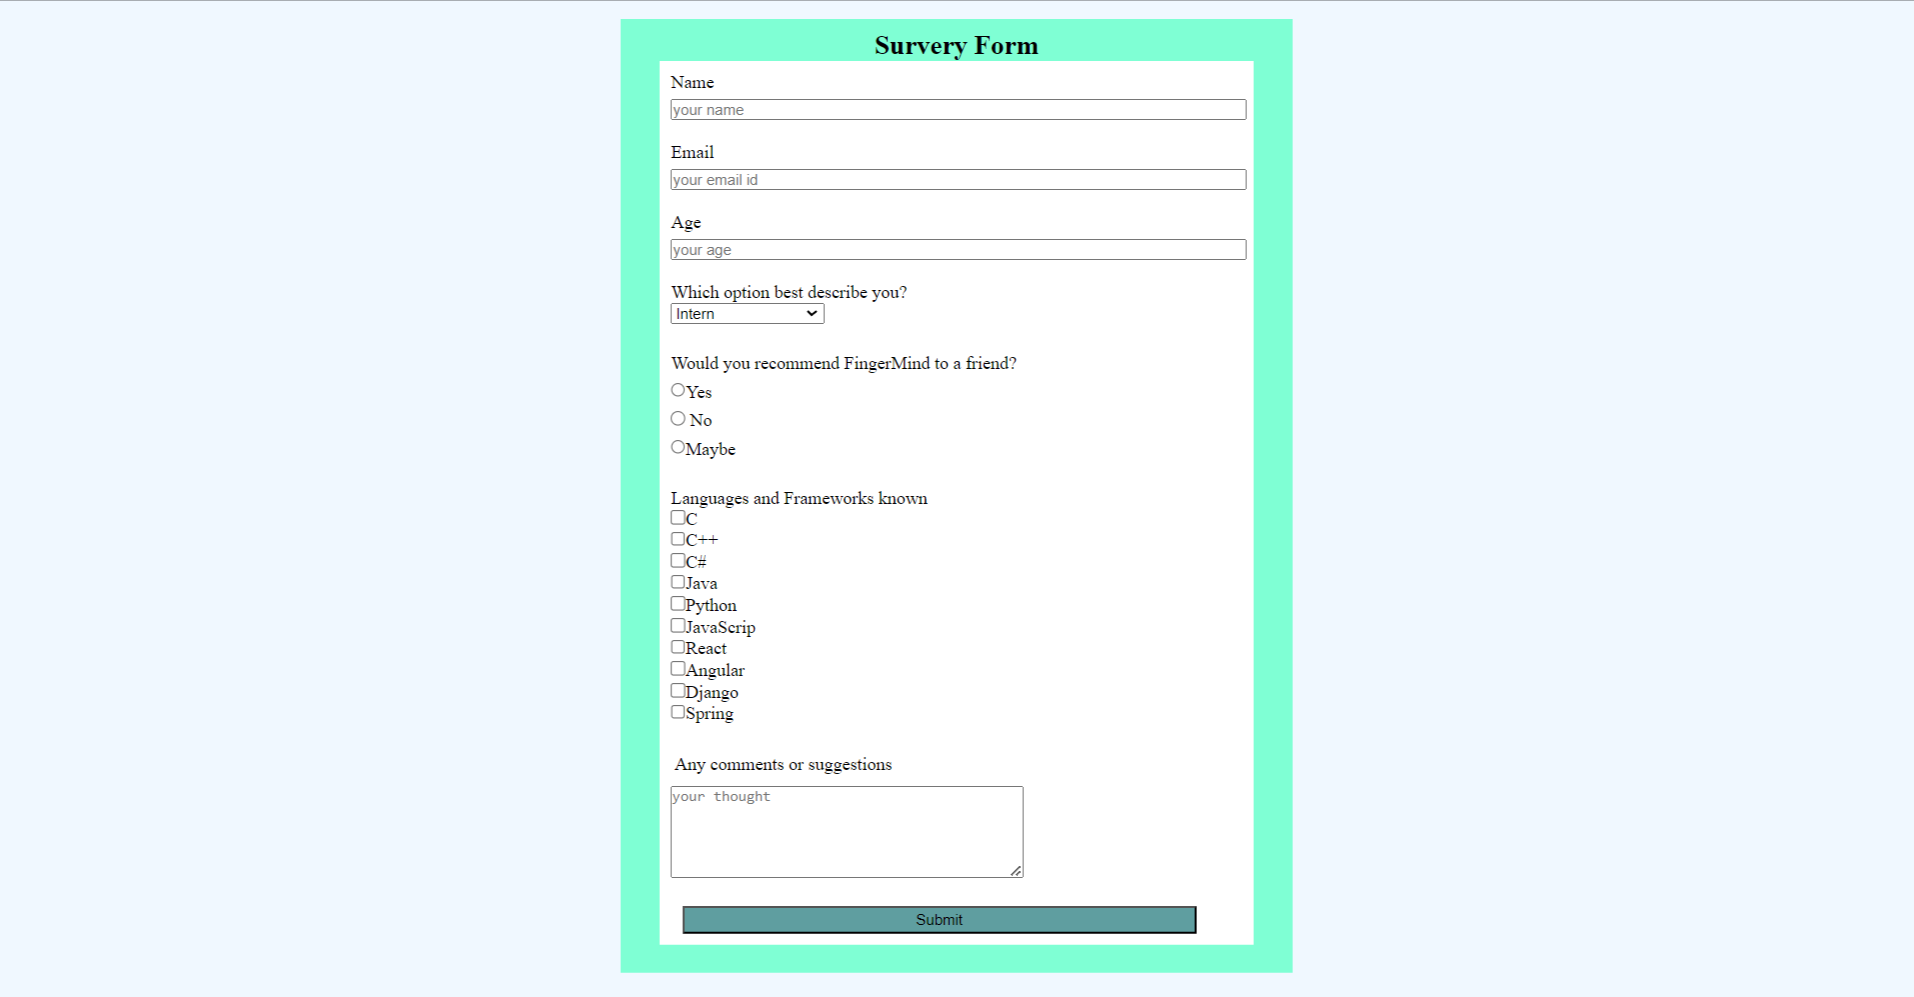 Survery Form
Name
your name
Email
your email id
Age
your age
Which option best describe you?
Intern
Would you recommend FingerMind to a friend?
Yes
No
Maybe
Languages and Frameworks known
C
C++
C#
Java
Python
JavaScrip
React
Angular
Django
Spring
Any comments or suggestions
your thought
Submit